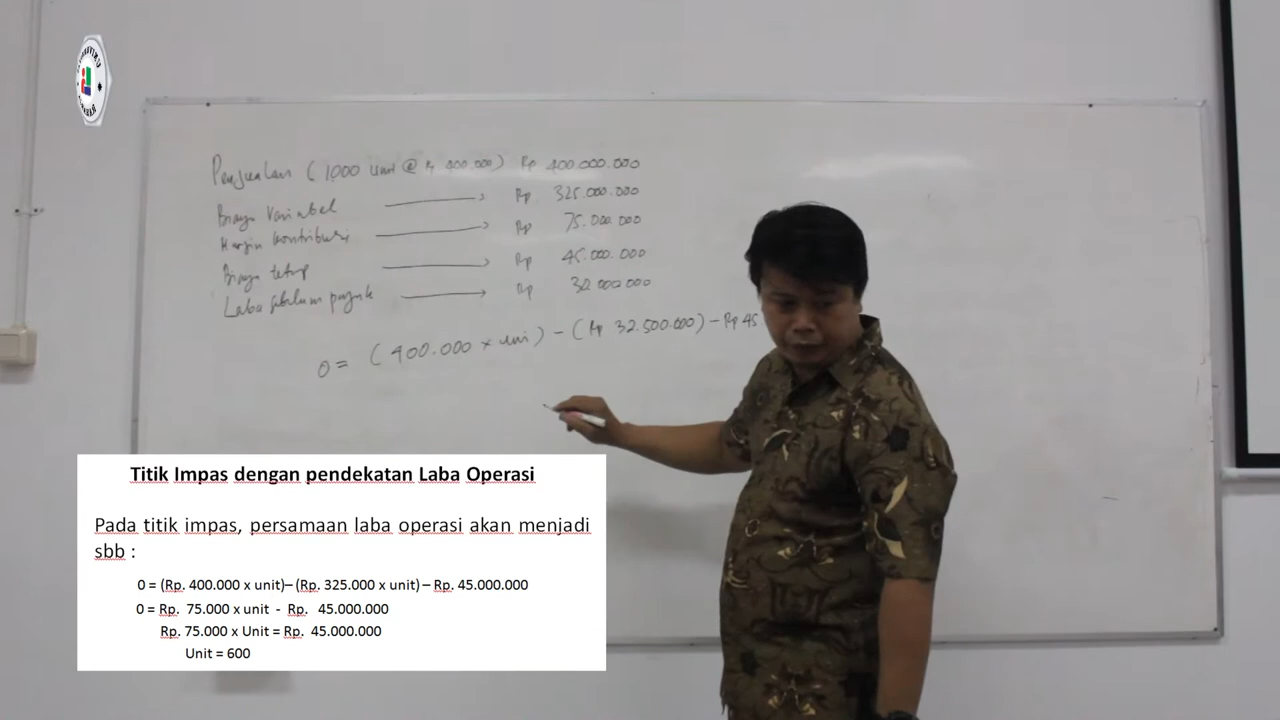 Penjualan ( 1000 unit @ Rp 400.000 ) Rp 400.000.000
Biaya Variabel → Rp 325.000.000
Margin kontribusi → Rp 75.000.000
Biaya tetap → Rp 45.000.000
Laba sebelum pajak → Rp 30.000.000
0 = ( 400.000 x unit ) - ( Rp 32.500.000 ) - Rp 45
Titik Impas dengan pendekatan Laba Operasi
Pada titik impas, persamaan laba operasi akan menjadi
sbb :
0 = (Rp. 400.000 x unit)– (Rp. 325.000 x unit) – Rp. 45.000.000
0 = Rp. 75.000 x unit - Rp. 45.000.000
Rp. 75.000 x Unit = Rp. 45.000.000
Unit = 600